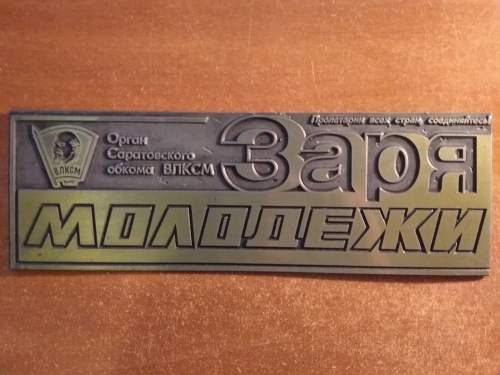 Пролетарии всех стран, соединяйтесь!
ВЛКСМ
Орган
Саратовского
обкома ВЛКСМ
Заря
МОЛОДЕЖИ